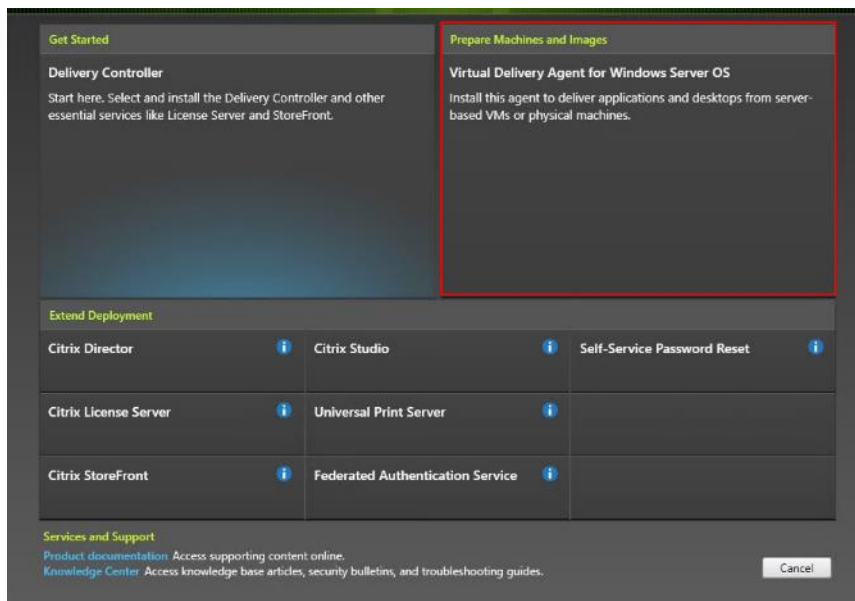 Get Started
Delivery Controller
Start here. Select and install the Delivery Controller and other
essential services like License Server and StoreFront.
Prepare Machines and Images
Virtual Delivery Agent for Windows Server OS
Install this agent to deliver applications and desktops from server-
based VMs or physical machines.
Extend Deployment
Citrix Director
Citrix Studio
Self-Service Password Reset
Citrix License Server
Universal Print Server
Citrix StoreFront
Federated Authentication Service
Services and Support
Product documentation Access supporting content online.
Knowledge Center Access knowledge base articles, security bulletins, and troubleshooting guides.
Cancel